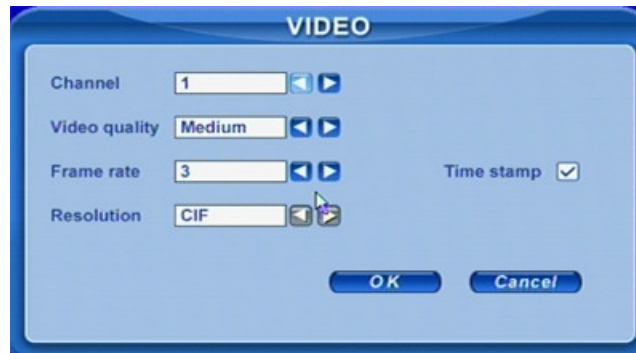 VIDEO
Channel 1
Video quality Medium
Frame rate 3 Time stamp
Resolution CIF
OK Cancel